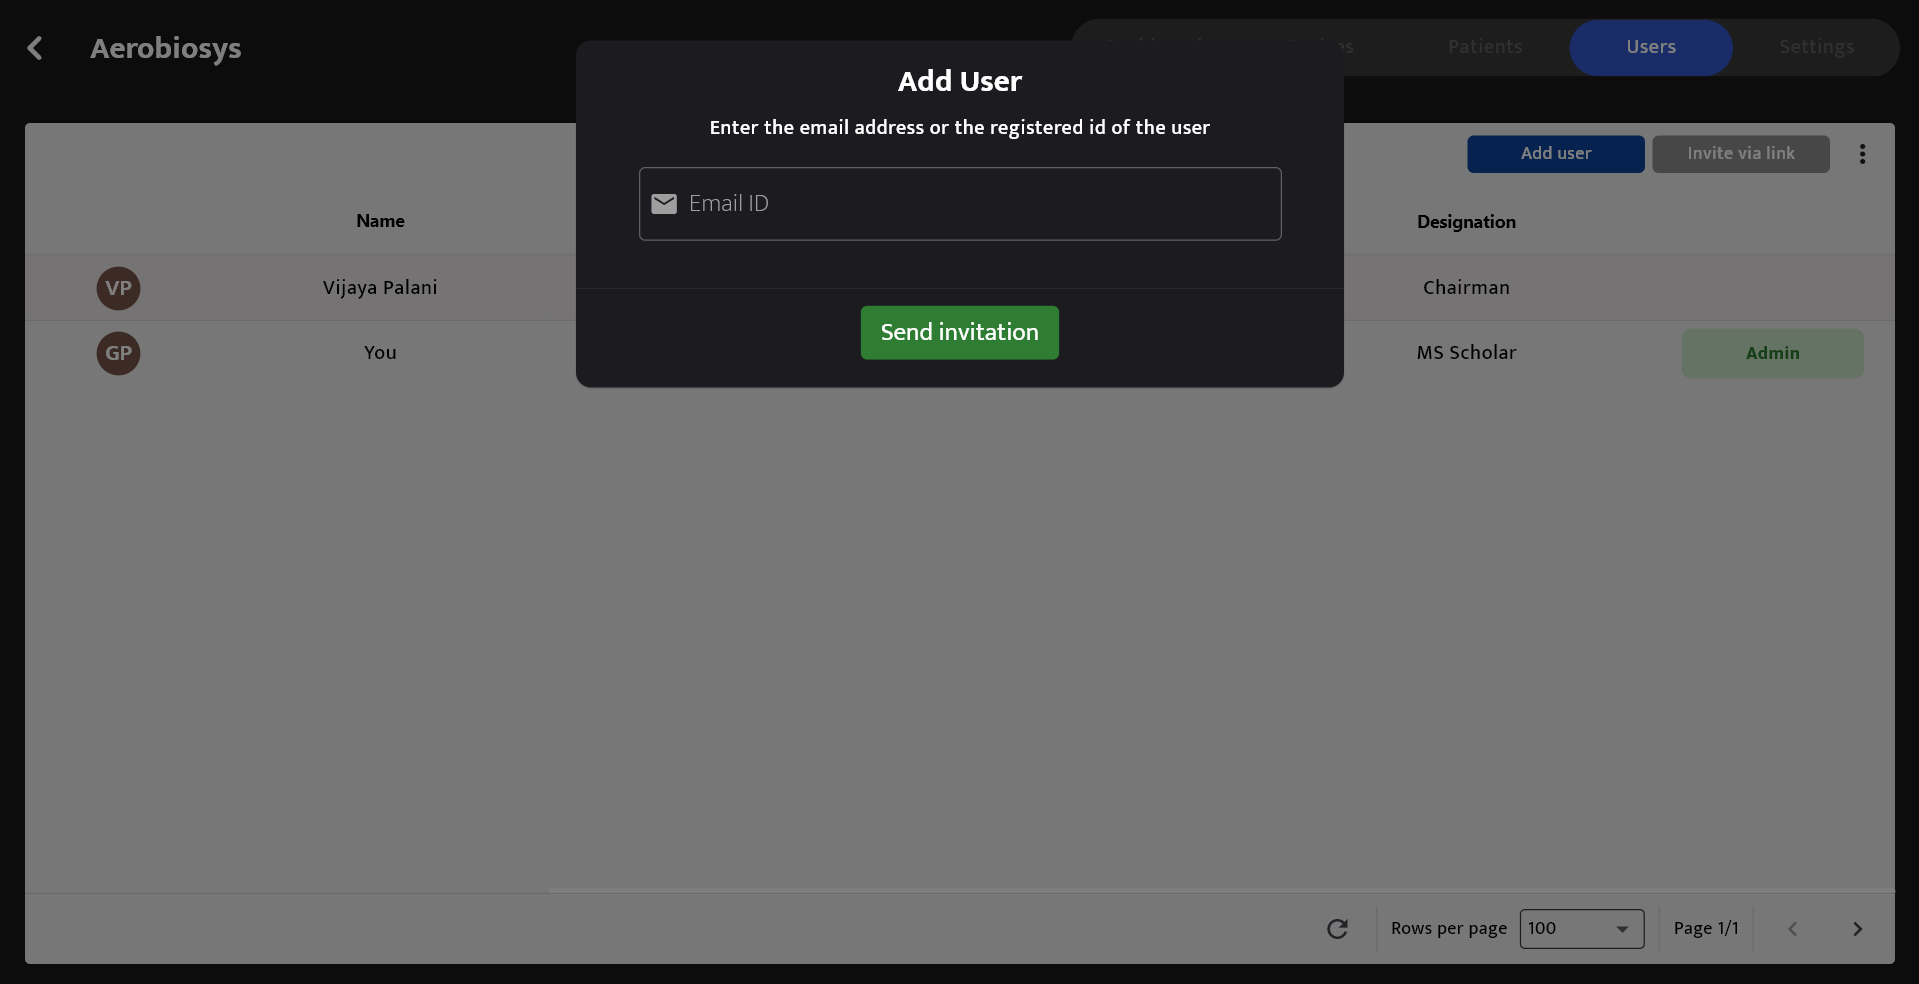 Aerobiosys
Patients
Users
Settings
Add User
Enter the email address or the registered id of the user
Email ID
Send invitation
Add user
Invite via link
Name
Designation
VP
Vijaya Palani
Chairman
GP
You
MS Scholar
Admin
Rows per page
100
Page 1/1